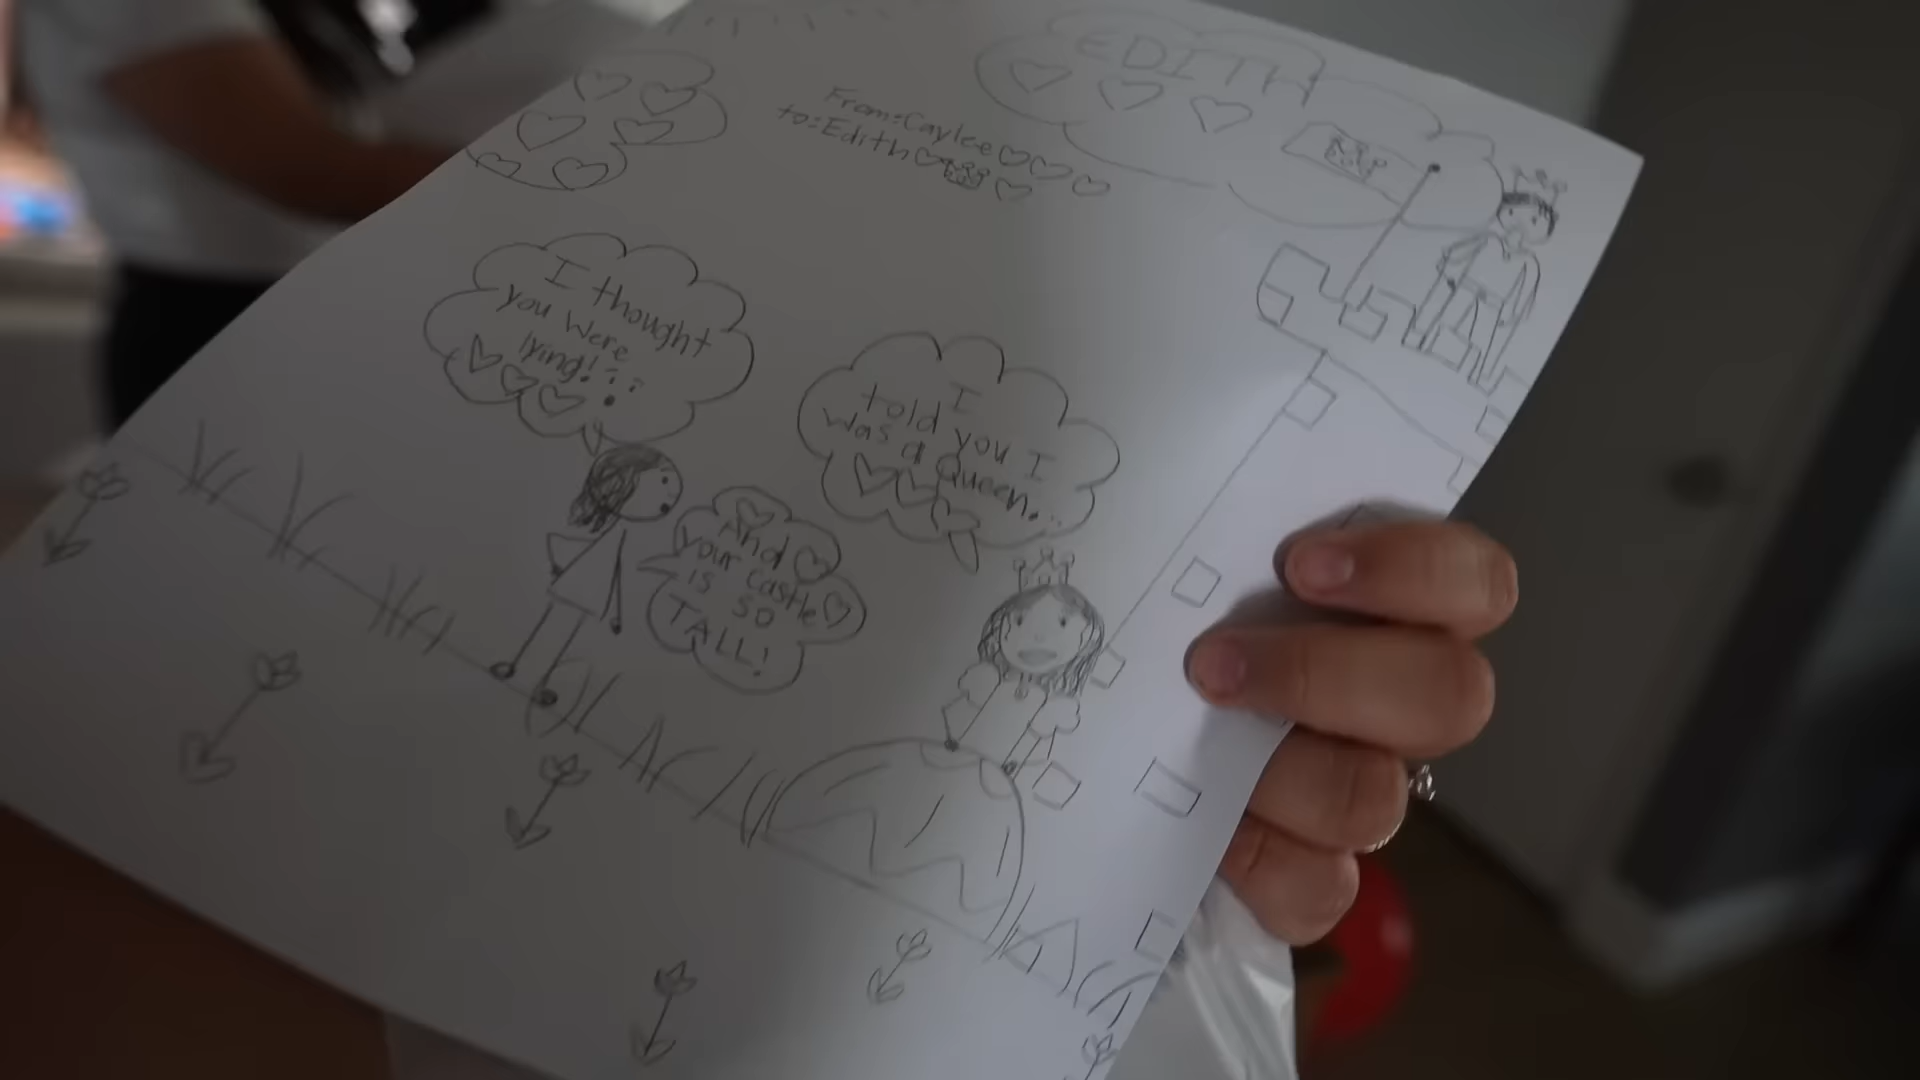 EDITH
From: Caylee
to: Edith
I thought
you were
lying!
I
told you I
was a Queen...
And
your castle
is so
TALL!